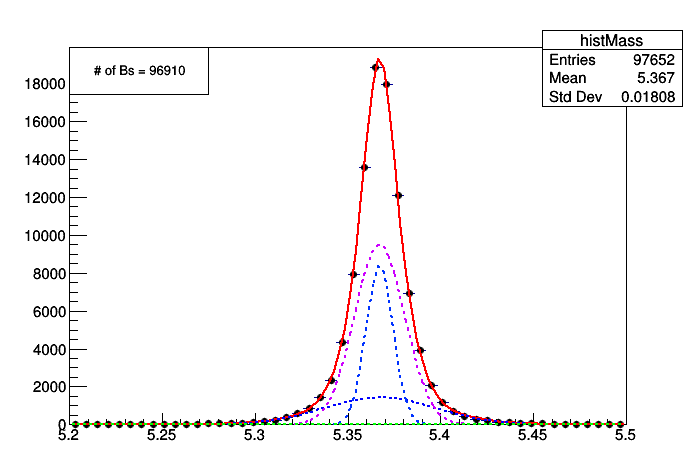 histMass
Entries 97652
Mean 5.367
Std Dev 0.01808
# of Bs = 96910
18000
16000
14000
12000
10000
8000
6000
4000
2000
0
5.2 5.25 5.3 5.35 5.4 5.45 5.5